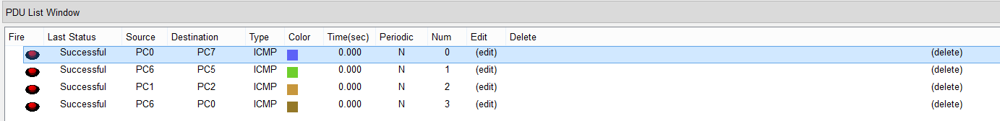 PDU List Window
Fire Last Status Source Destination Type Color Time(sec) Periodic Num Edit Delete
Successful PC0 PC7 ICMP 0.000 N 0 (edit) (delete)
Successful PC6 PC5 ICMP 0.000 N 1 (edit) (delete)
Successful PC1 PC2 ICMP 0.000 N 2 (edit) (delete)
Successful PC6 PC0 ICMP 0.000 N 3 (edit) (delete)